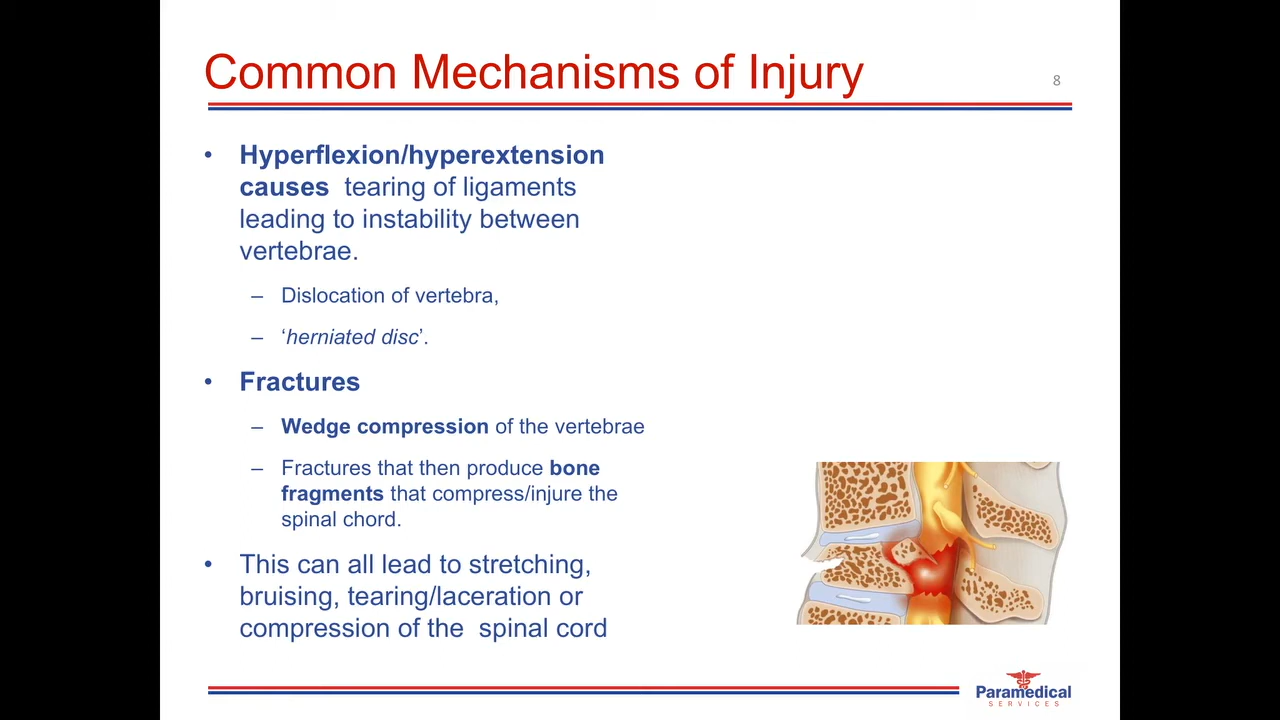 Common Mechanisms of Injury
8
• Hyperflexion/hyperextension
causes tearing of ligaments
leading to instability between
vertebrae.
– Dislocation of vertebra,
– ‘herniated disc’.
• Fractures
– Wedge compression of the vertebrae
– Fractures that then produce bone
fragments that compress/injure the
spinal chord.
• This can all lead to stretching,
bruising, tearing/laceration or
compression of the spinal cord
Paramedical
SERVICES